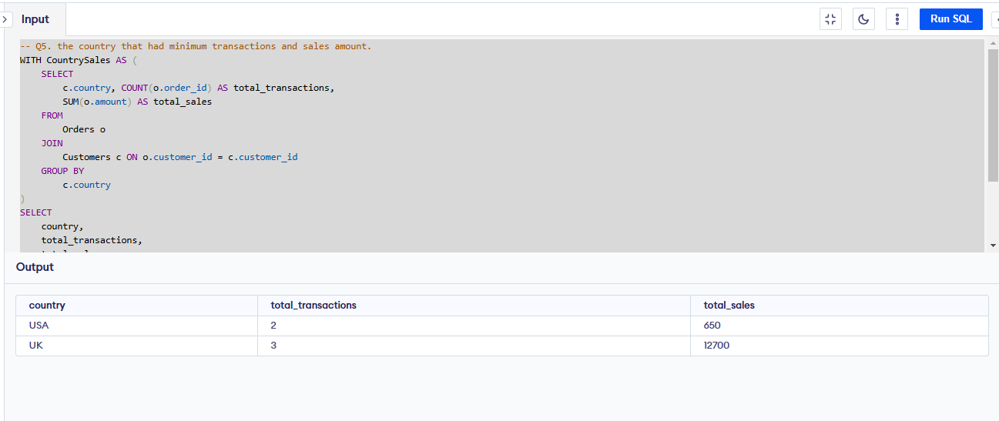 Input
Run SQL
-- Q5. the country that had minimum transactions and sales amount.
WITH CountrySales AS (
    SELECT
        c.country, COUNT(o.order_id) AS total_transactions,
        SUM(o.amount) AS total_sales
    FROM
        Orders o
    JOIN
        Customers c ON o.customer_id = c.customer_id
    GROUP BY
        c.country
)
SELECT
    country,
    total_transactions,
Output
country total_transactions total_sales
USA 2 650
UK 3 12700